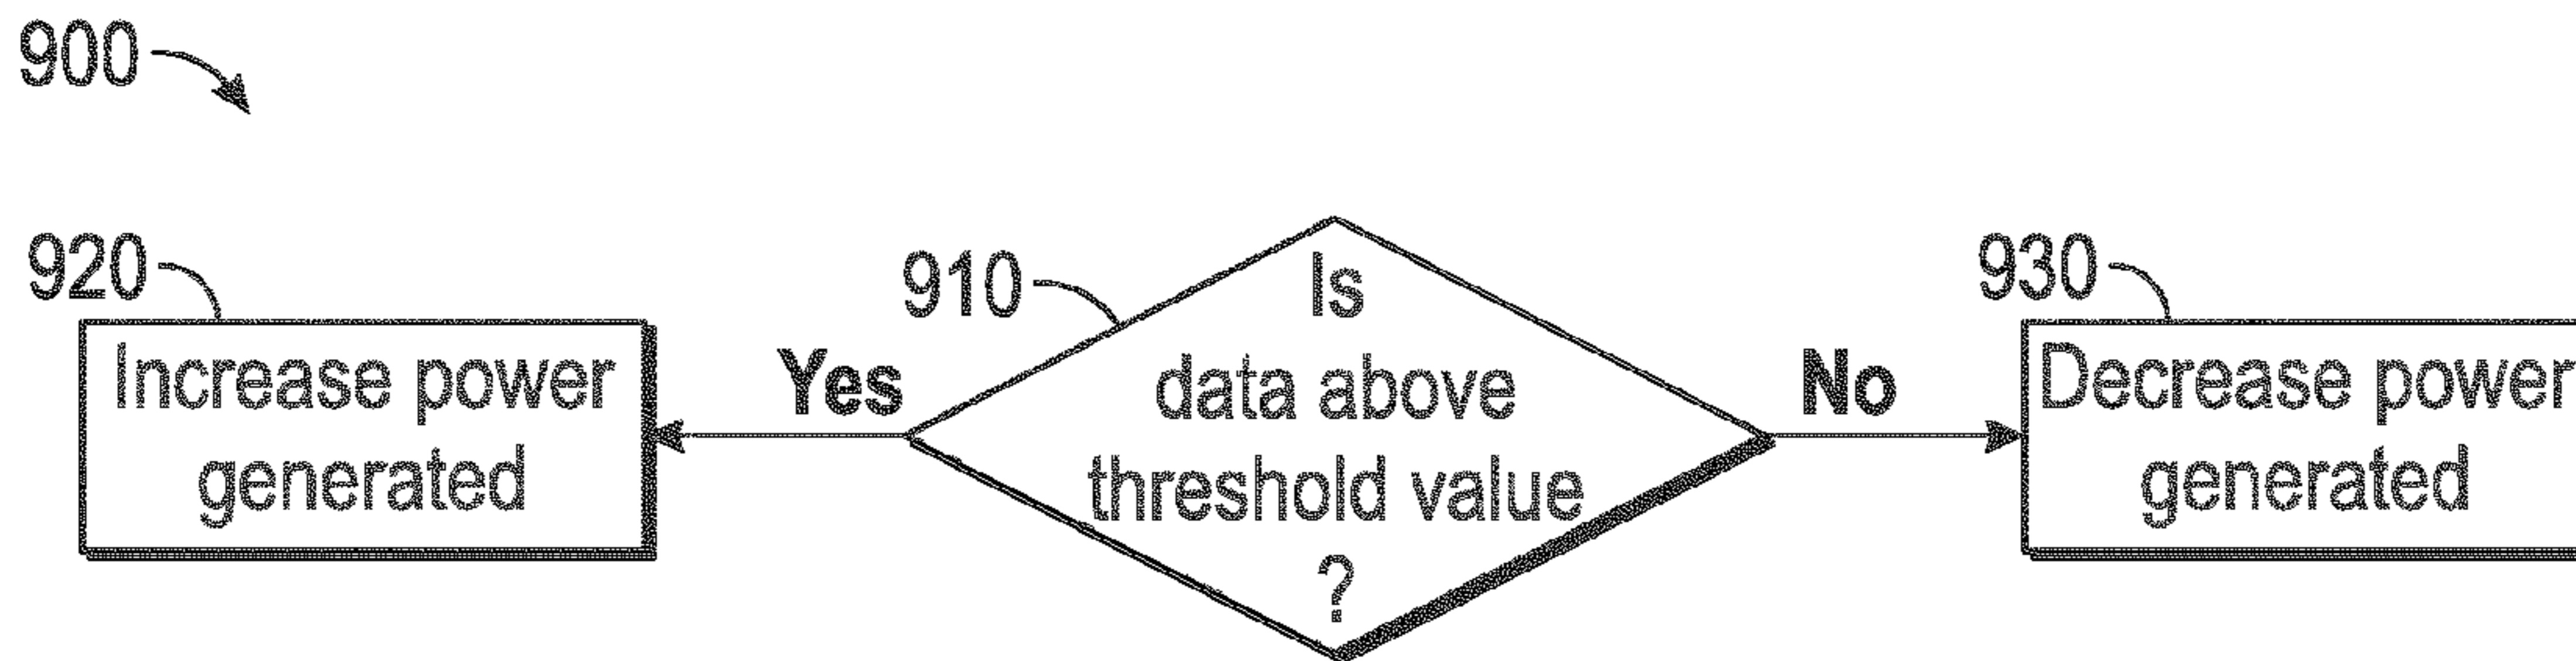 900
920
Increase power
generated
Yes
910
Is
data above
threshold value
?
No
930
Decrease power
generated